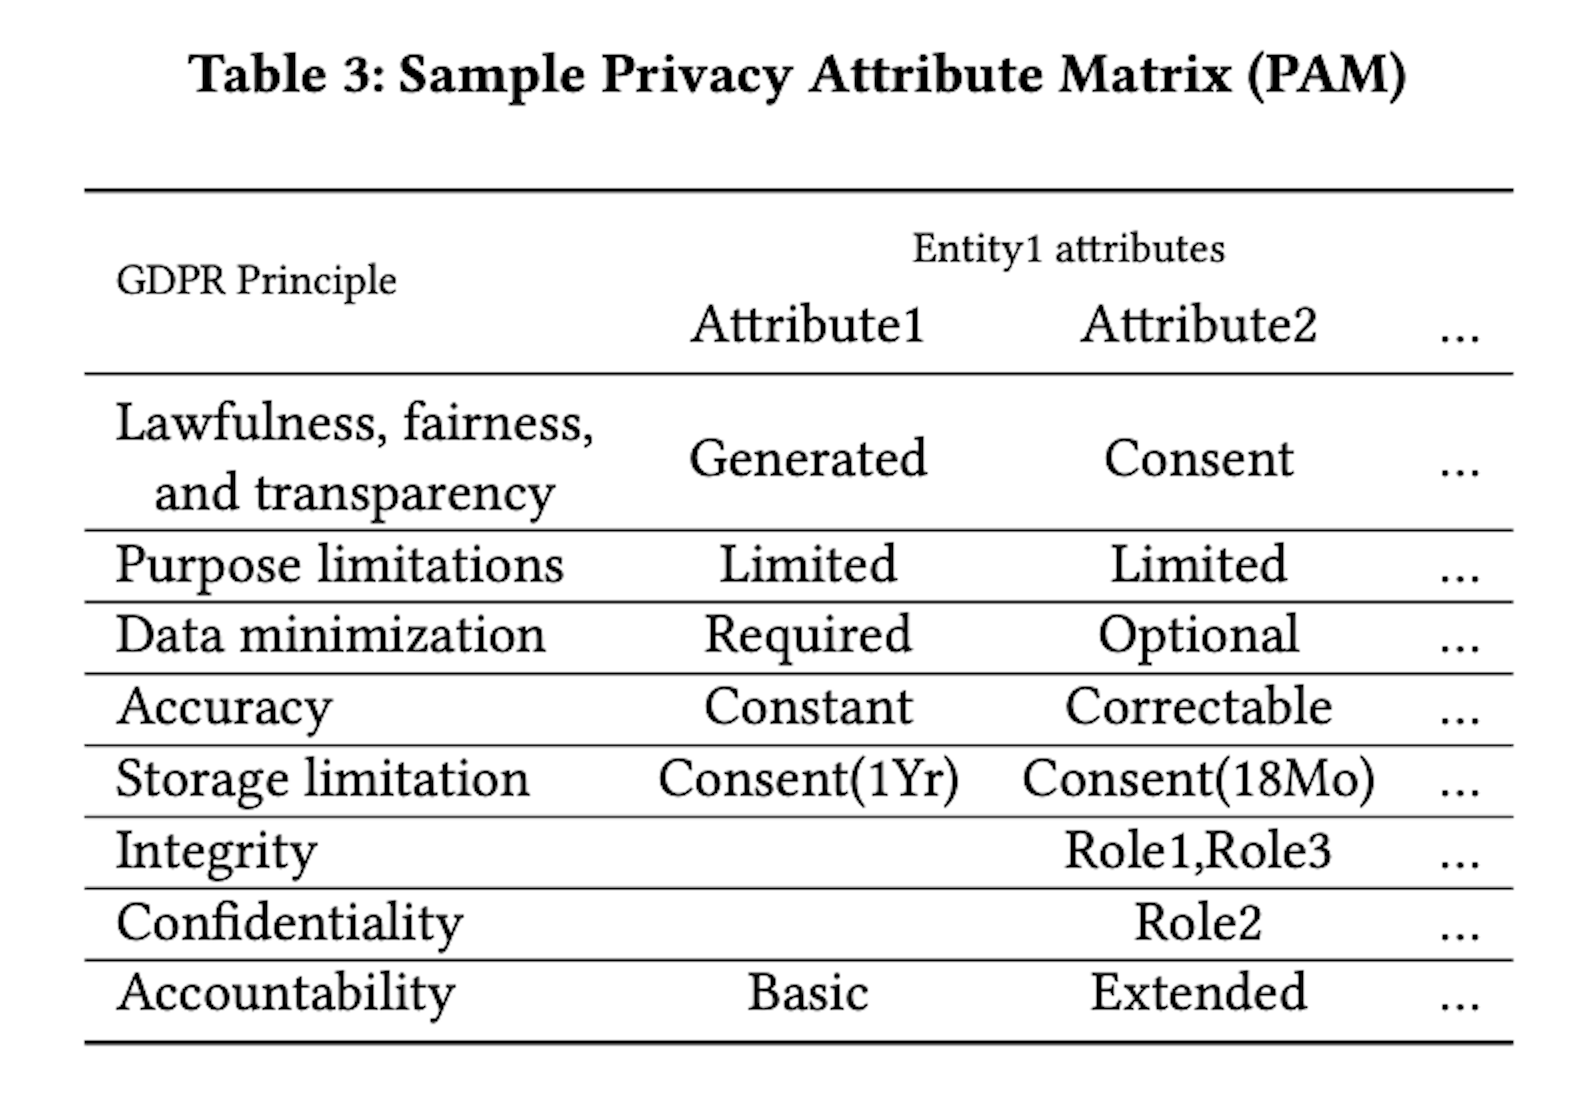 Table 3: Sample Privacy Attribute Matrix (PAM)
GDPR Principle
Entity1 attributes
Attribute1 Attribute2 ...
Lawfulness, fairness,
and transparency
Generated Consent ...
Purpose limitations Limited Limited ...
Data minimization Required Optional ...
Accuracy Constant Correctable ...
Storage limitation Consent(1Yr) Consent(18Mo) ...
Integrity Role1,Role3 ...
Confidentiality Role2 ...
Accountability Basic Extended ...